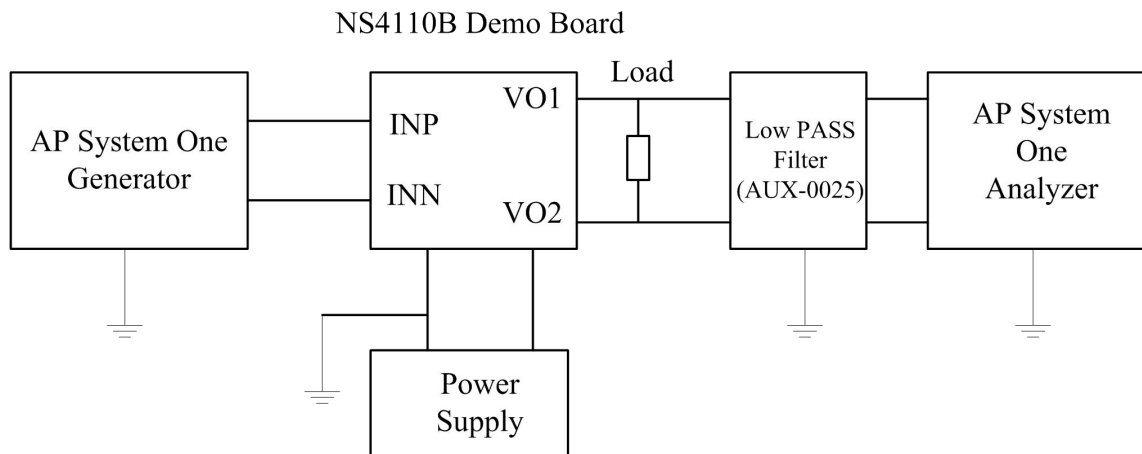 NS4110B Demo Board
AP System One
Generator
INP
INN
VO1
VO2
Load
Low PASS
Filter
(AUX-0025)
AP System
One
Analyzer
Power
Supply